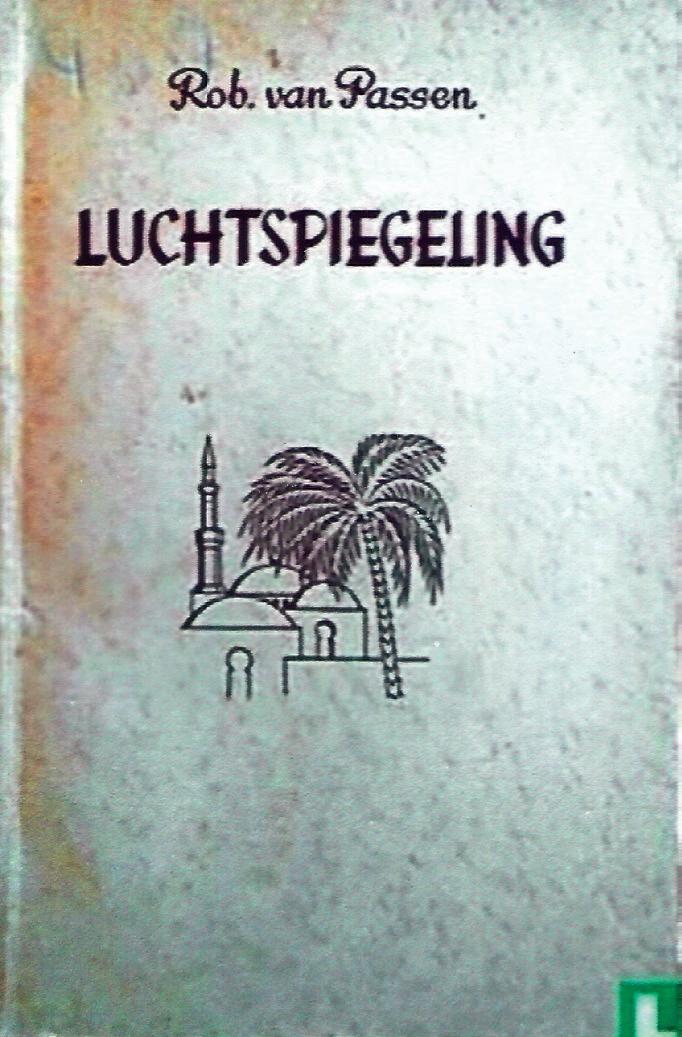 Rob. van Passen.
LUCHTSPIEGELING
L